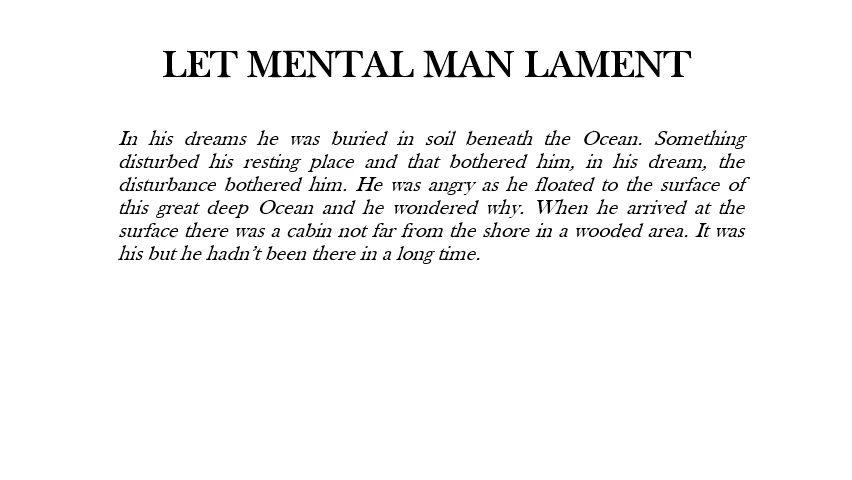 LET MENTAL MAN LAMENT
In his dreams he was buried in soil beneath the Ocean. Something
disturbed his resting place and that bothered him, in his dream, the
disturbance bothered him. He was angry as he floated to the surface of
this great deep Ocean and he wondered why. When he arrived at the
surface there was a cabin not far from the shore in a wooded area. It was
his but he hadn’t been there in a long time.